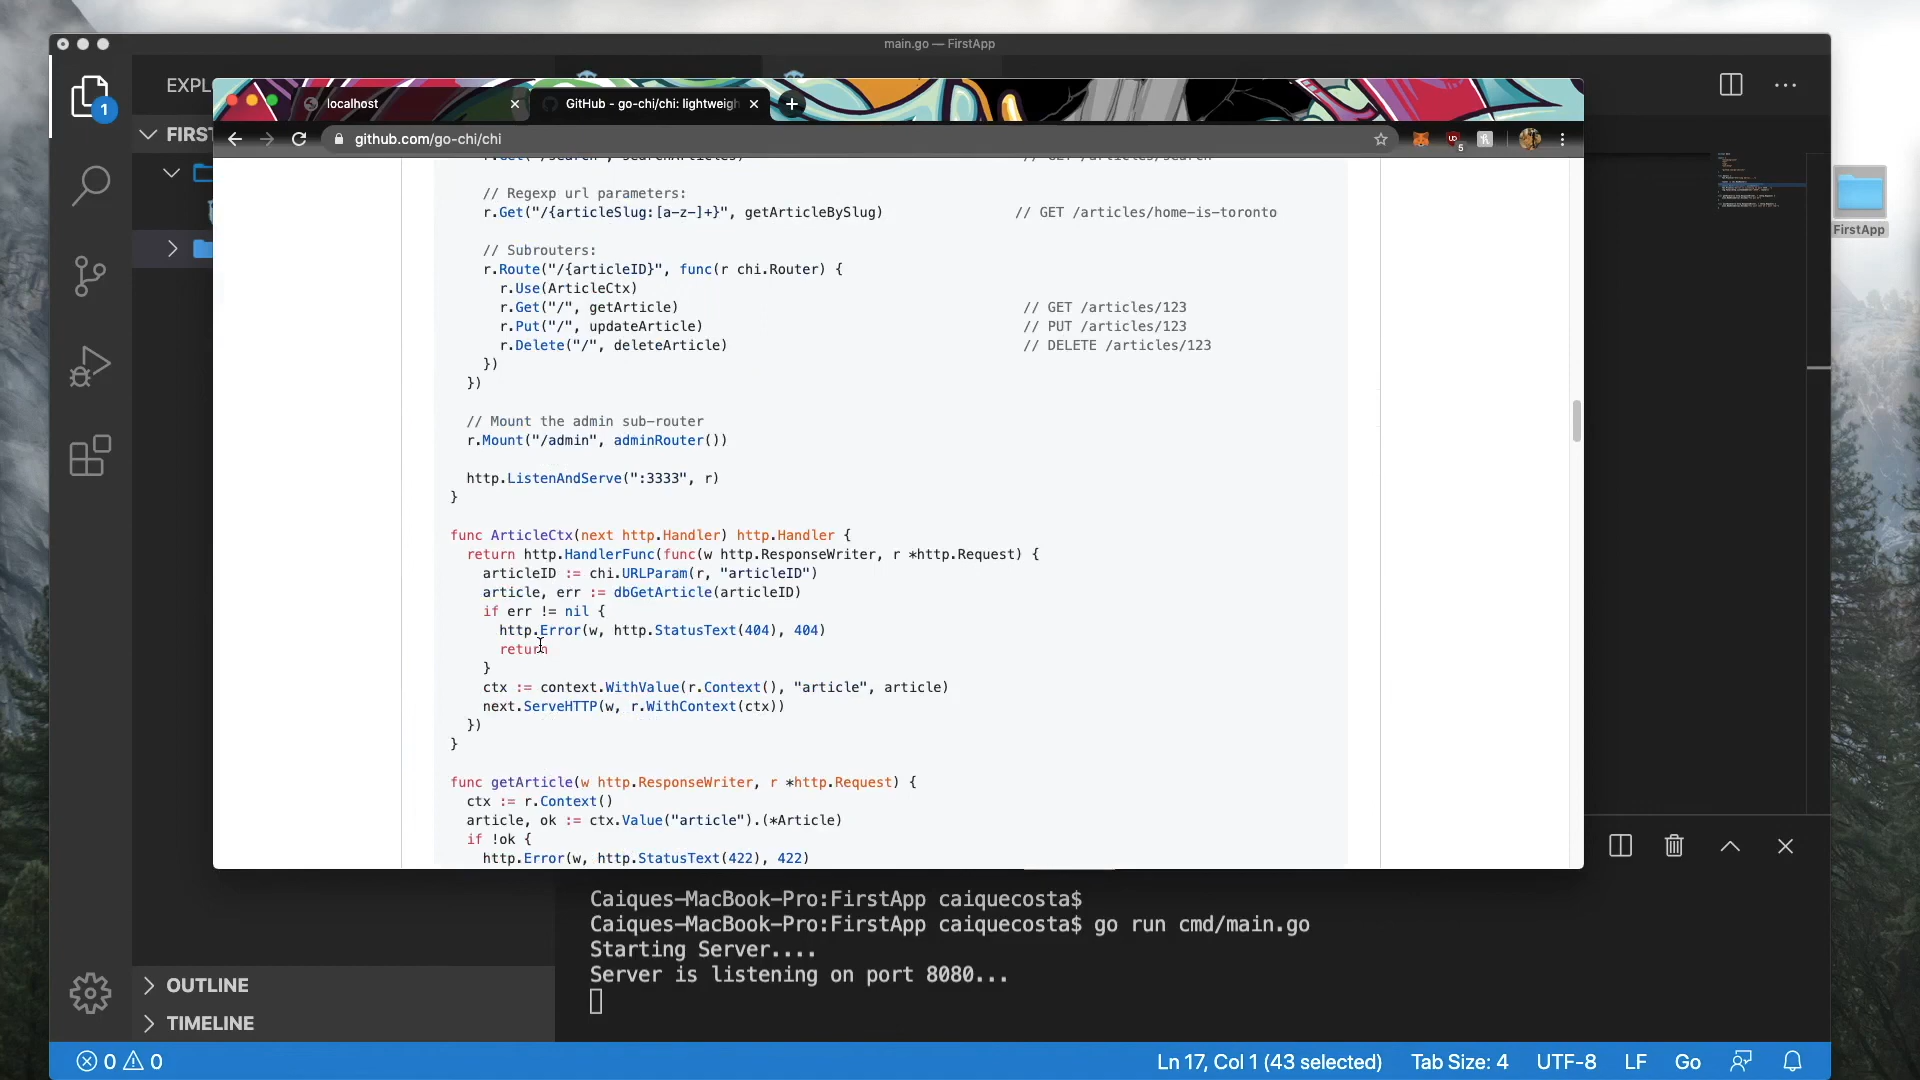 main.go — FirstApp
EXPL
localhost
GitHub - go-chi/chi: lightweigh
github.com/go-chi/chi
5
1
FIRST
FirstApp
// Regexp url parameters:
r.Get("/{articleSlug:[a-z-]+}", getArticleBySlug) // GET /articles/home-is-toronto
// Subrouters:
r.Route("/{articleID}", func(r chi.Router) {
r.Use(ArticleCtx)
r.Get("/", getArticle) // GET /articles/123
r.Put("/", updateArticle) // PUT /articles/123
r.Delete("/", deleteArticle) // DELETE /articles/123
})
})
// Mount the admin sub-router
r.Mount("/admin", adminRouter())
http.ListenAndServe(":3333", r)
}
func ArticleCtx(next http.Handler) http.Handler {
return http.HandlerFunc(func(w http.ResponseWriter, r *http.Request) {
articleID := chi.URLParam(r, "articleID")
article, err := dbGetArticle(articleID)
if err != nil {
http.Error(w, http.StatusText(404), 404)
return
}
ctx := context.WithValue(r.Context(), "article", article)
next.ServeHTTP(w, r.WithContext(ctx))
})
}
func getArticle(w http.ResponseWriter, r *http.Request) {
ctx := r.Context()
article, ok := ctx.Value("article").(*Article)
if !ok {
http.Error(w, http.StatusText(422), 422)
Caiques-MacBook-Pro:FirstApp caiquecosta$
Caiques-MacBook-Pro:FirstApp caiquecosta$ go run cmd/main.go
Starting Server....
Server is listening on port 8080...
OUTLINE
TIMELINE
0 0 Ln 17, Col 1 (43 selected) Tab Size: 4 UTF-8 LF Go